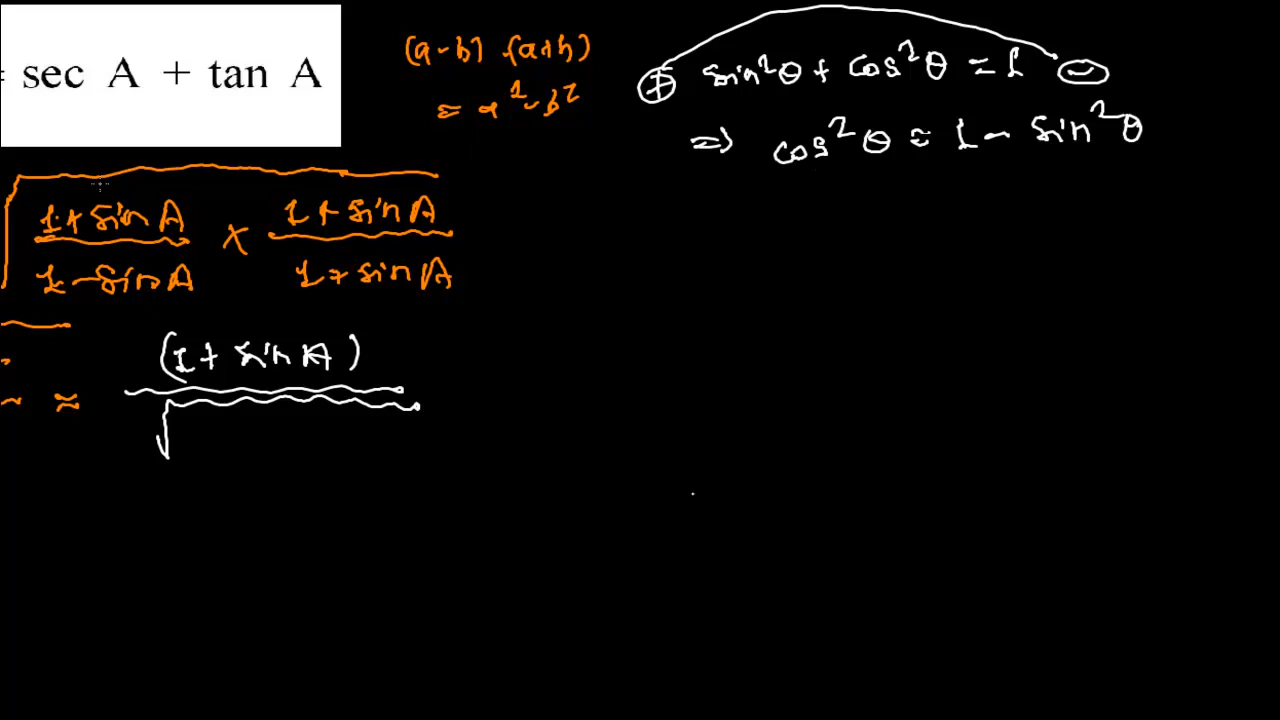 = sec A + tan A
(a-b) (a+b)
= a² - b²
⊕ sin²θ + cos²θ = 1 ⊖
=> cos²θ = 1 - sin²θ
√ 1 + sin A / 1 - sin A × 1 + sin A / 1 + sin A
= (1 + sin A) / √